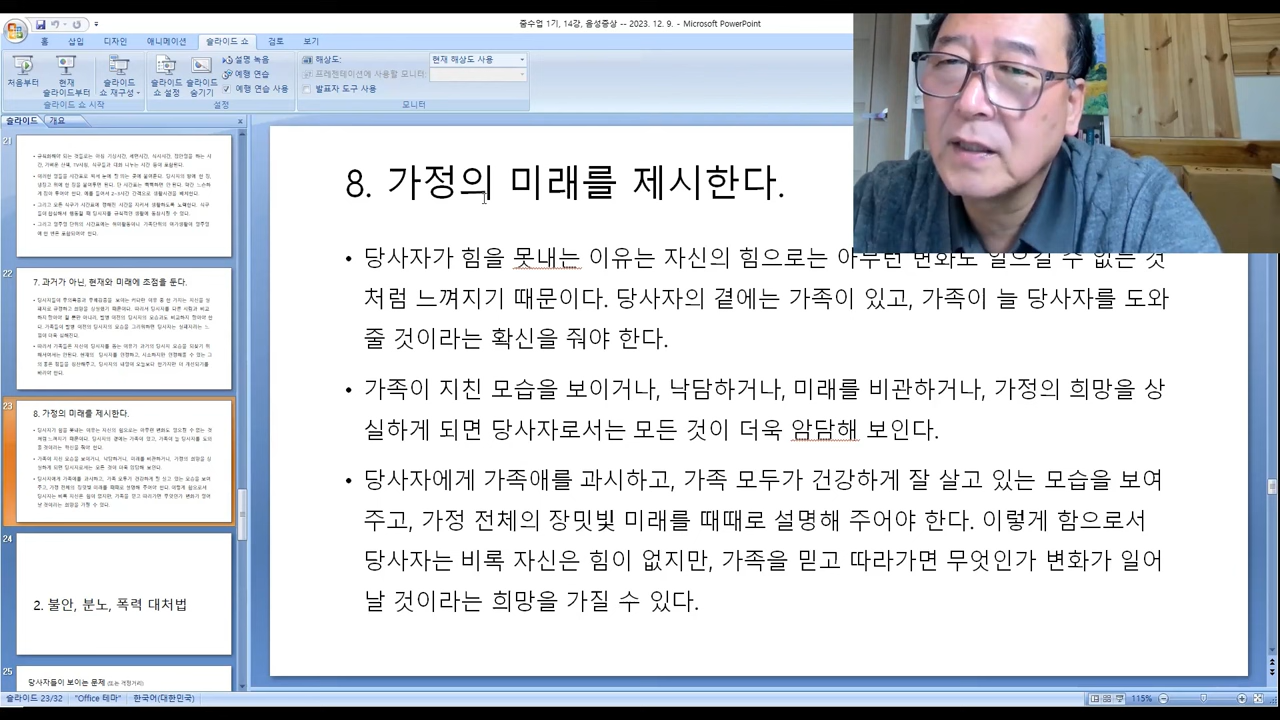 중수업 1기, 14강, 음성증상 -- 2023. 12. 9. - Microsoft PowerPoint
홈 삽입 디자인 애니메이션 슬라이드 쇼 검토 보기
처음부터
현재 슬라이드부터
슬라이드 쇼 재구성
슬라이드 쇼 설정
슬라이드 숨기기
설명 녹음
예행 연습
예행 연습 사용
해상도: 현재 해상도 사용
프레젠테이션에 사용할 모니터:
발표자 도구 사용
슬라이드 쇼 시작 설정 모니터
슬라이드 개요
21
22
7. 과거가 아닌, 현재와 미래에 초점을 둔다.
23
8. 가정의 미래를 제시한다.
24
2. 불안, 분노, 폭력 대처법
25
당사자들이 보이는 문제
8. 가정의 미래를 제시한다.
• 당사자가 힘을 못내는 이유는 자신의 힘으로는 아무런 변화도 일으킬 수 없는 것
처럼 느껴지기 때문이다. 당사자의 곁에는 가족이 있고, 가족이 늘 당사자를 도와
줄 것이라는 확신을 줘야 한다.
• 가족이 지친 모습을 보이거나, 낙담하거나, 미래를 비관하거나, 가정의 희망을 상
실하게 되면 당사자로서는 모든 것이 더욱 암담해 보인다.
• 당사자에게 가족애를 과시하고, 가족 모두가 건강하게 잘 살고 있는 모습을 보여
주고, 가정 전체의 장밋빛 미래를 때때로 설명해 주어야 한다. 이렇게 함으로서
당사자는 비록 자신은 힘이 없지만, 가족을 믿고 따라가면 무엇인가 변화가 일어
날 것이라는 희망을 가질 수 있다.
슬라이드 23/32 "Office 테마" 한국어(대한민국) 115%